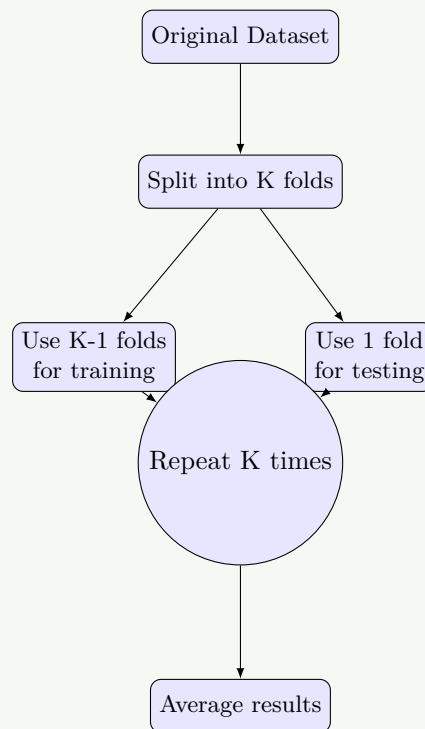 Original Dataset
Split into K folds
Use K-1 folds
for training
Use 1 fold
for testing
Repeat K times
Average results